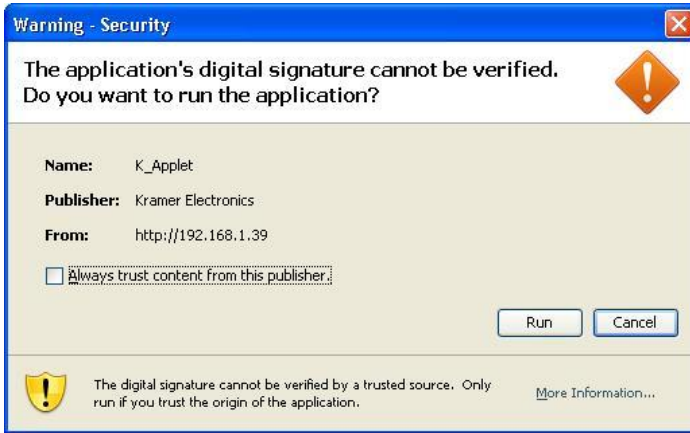 Warning - Security
The application's digital signature cannot be verified.
Do you want to run the application?
Name: K_Applet
Publisher: Kramer Electronics
From: http://192.168.1.39
Always trust content from this publisher.
Run Cancel
The digital signature cannot be verified by a trusted source. Only
run if you trust the origin of the application.
More Information...